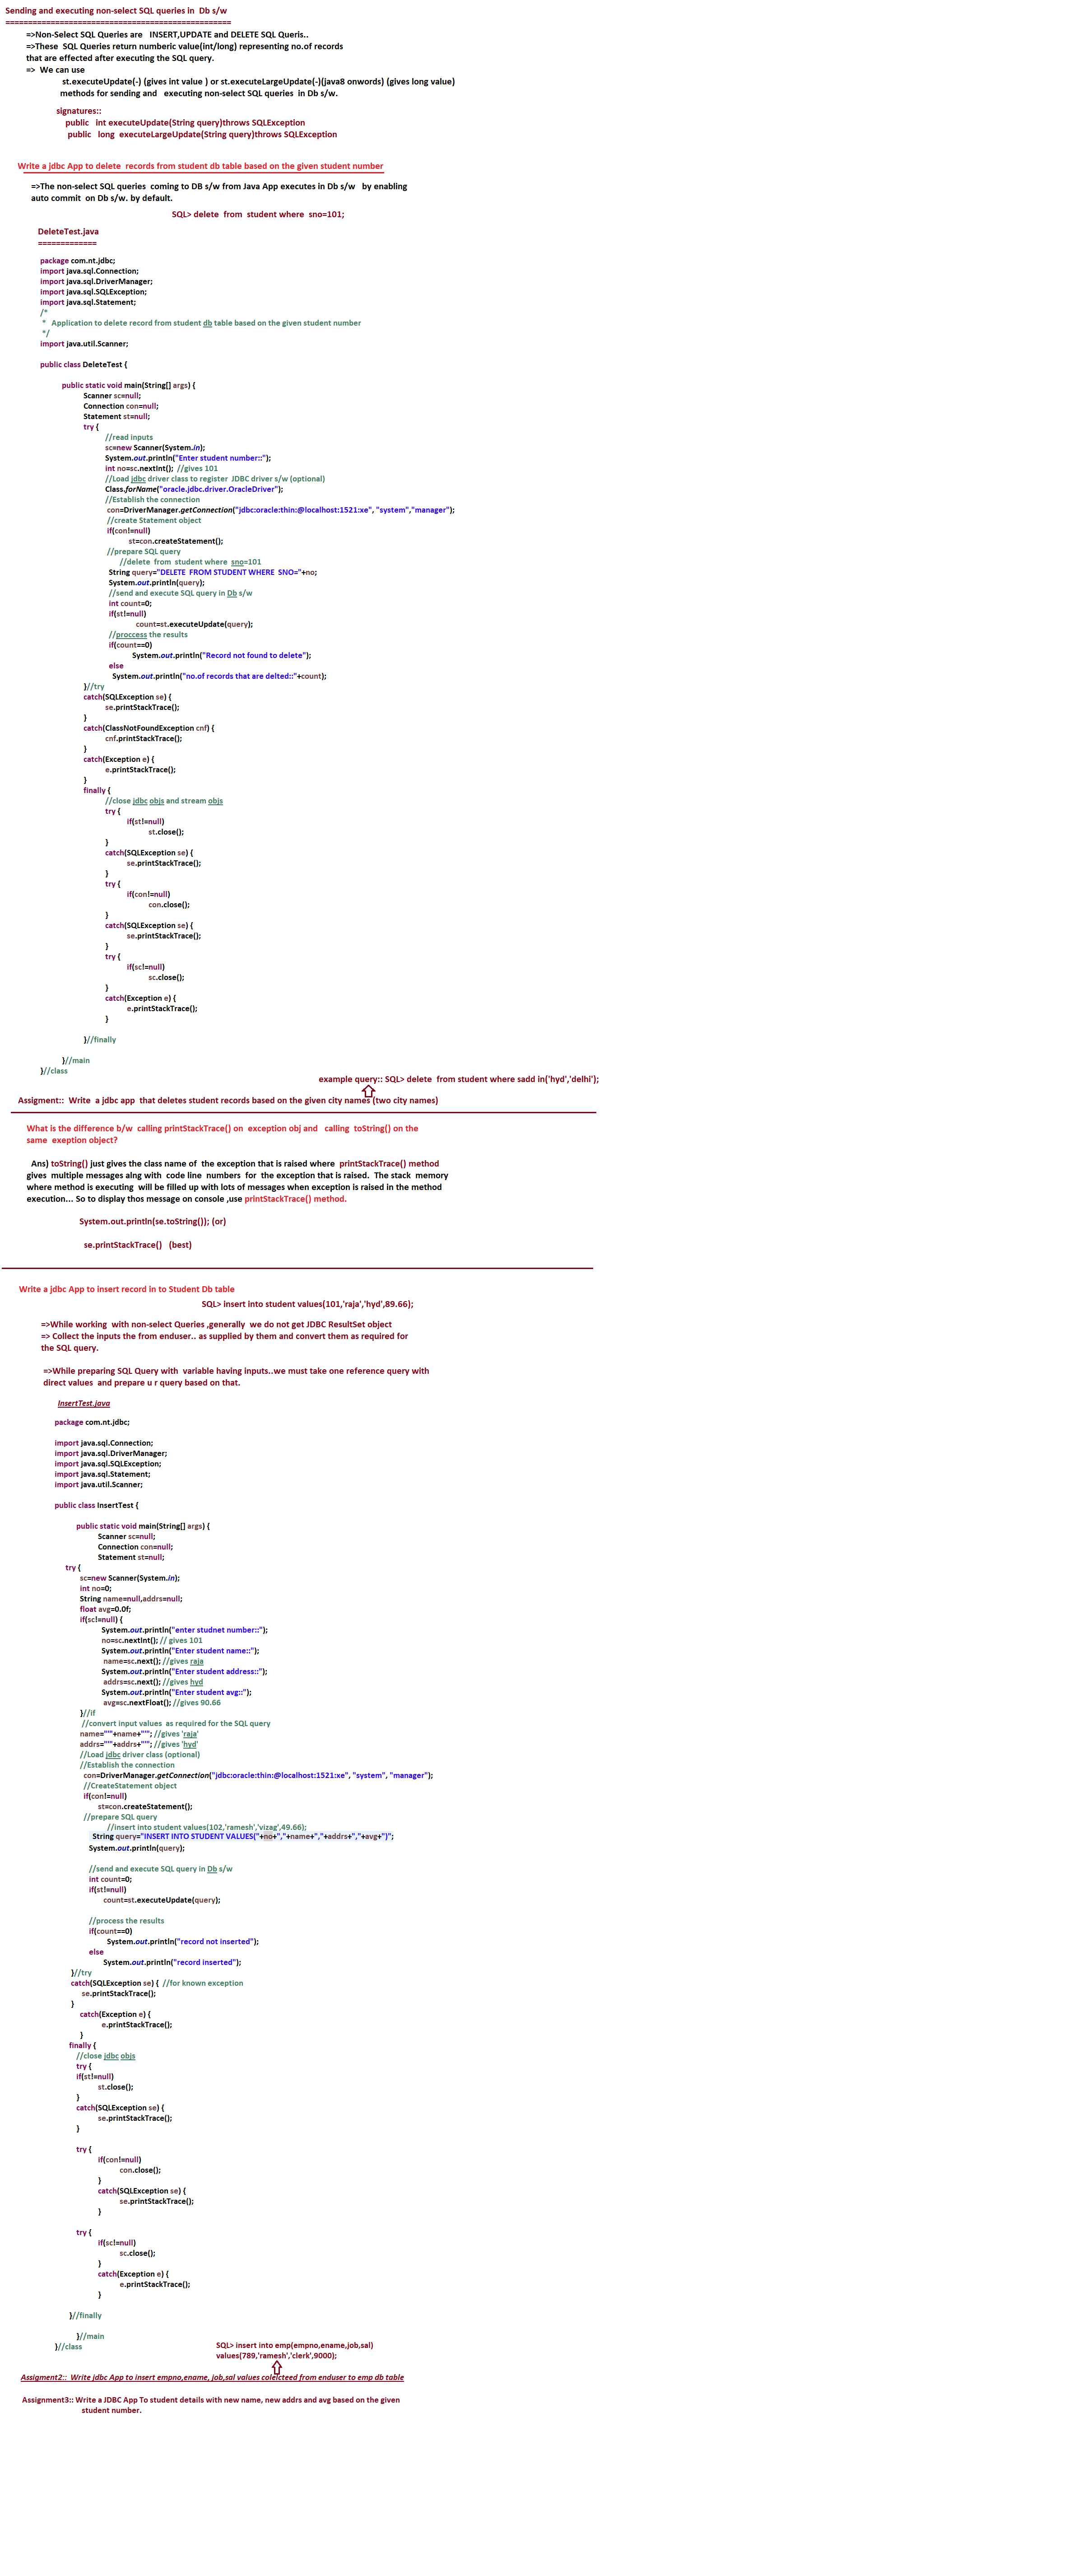 Sending and executing non-select SQL queries in  Db s/w
==================================================
=>Non-Select SQL Queries are   INSERT,UPDATE and DELETE SQL Queris..
=>These  SQL Queries return numberic value(int/long) representing no.of records
that are effected after executing the SQL query.
=>  We can use
st.executeUpdate(-) (gives int value ) or st.executeLargeUpdate(-)(java8 onwords) (gives long value)
methods for sending and   executing non-select SQL queries  in Db s/w.
signatures::
public   int executeUpdate(String query)throws SQLException
public   long  executeLargeUpdate(String query)throws SQLException
Write a jdbc App to delete  records from student db table based on the given student number
=>The non-select SQL queries  coming to DB s/w from Java App executes in Db s/w   by enabling
auto commit  on Db s/w. by default.
SQL> delete  from  student where  sno=101;
DeleteTest.java
=============
package com.nt.jdbc;
import java.sql.Connection;
import java.sql.DriverManager;
import java.sql.SQLException;
import java.sql.Statement;
/*
*   Application to delete record from student db table based on the given student number
*/
import java.util.Scanner;
public class DeleteTest {
public static void main(String[] args) {
Scanner sc=null;
Connection con=null;
Statement st=null;
try {
//read inputs
sc=new Scanner(System.in);
System.out.println("Enter student number::");
int no=sc.nextInt();  //gives 101
//Load jdbc driver class to register  JDBC driver s/w (optional)
Class.forName("oracle.jdbc.driver.OracleDriver");
//Establish the connection
con=DriverManager.getConnection("jdbc:oracle:thin:@localhost:1521:xe", "system","manager");
//create Statement object
if(con!=null)
st=con.createStatement();
//prepare SQL query
//delete  from  student where  sno=101
String query="DELETE  FROM STUDENT WHERE  SNO="+no;
System.out.println(query);
//send and execute SQL query in Db s/w
int count=0;
if(st!=null)
count=st.executeUpdate(query);
//proccess the results
if(count==0)
System.out.println("Record not found to delete");
else
System.out.println("no.of records that are delted::"+count);
}//try
catch(SQLException se) {
se.printStackTrace();
}
catch(ClassNotFoundException cnf) {
cnf.printStackTrace();
}
catch(Exception e) {
e.printStackTrace();
}
finally {
//close jdbc objs and stream objs
try {
if(st!=null)
st.close();
}
catch(SQLException se) {
se.printStackTrace();
}
try {
if(con!=null)
con.close();
}
catch(SQLException se) {
se.printStackTrace();
}
try {
if(sc!=null)
sc.close();
}
catch(Exception e) {
e.printStackTrace();
}
}//finally
}//main
}//class
example query:: SQL> delete  from student where sadd in('hyd','delhi');
Assigment::  Write  a jdbc app  that deletes student records based on the given city names (two city names)
What is the difference b/w  calling printStackTrace() on  exception obj and   calling  toString() on the
same  exeption object?
Ans) toString() just gives the class name of  the exception that is raised where  printStackTrace() method
gives  multiple messages alng with  code line  numbers  for  the exception that is raised.  The stack  memory
where method is executing  will be filled up with lots of messages when exception is raised in the method
execution... So to display thos message on console ,use printStackTrace() method.
System.out.println(se.toString()); (or)
se.printStackTrace()   (best)
Write a jdbc App to insert record in to Student Db table
SQL> insert into student values(101,'raja','hyd',89.66);
=>While working  with non-select Queries ,generally  we do not get JDBC ResultSet object
=> Collect the inputs the from enduser.. as supplied by them and convert them as required for
the SQL query.
=>While preparing SQL Query with  variable having inputs..we must take one reference query with
direct values  and prepare u r query based on that.
InsertTest.java
package com.nt.jdbc;
import java.sql.Connection;
import java.sql.DriverManager;
import java.sql.SQLException;
import java.sql.Statement;
import java.util.Scanner;
public class InsertTest {
public static void main(String[] args) {
Scanner sc=null;
Connection con=null;
Statement st=null;
try {
sc=new Scanner(System.in);
int no=0;
String name=null,addrs=null;
float avg=0.0f;
if(sc!=null) {
System.out.println("enter studnet number::");
no=sc.nextInt(); // gives 101
System.out.println("Enter student name::");
name=sc.next(); //gives raja
System.out.println("Enter student address::");
addrs=sc.next(); //gives hyd
System.out.println("Enter student avg::");
avg=sc.nextFloat(); //gives 90.66
}//if
//convert input values  as required for the SQL query
name="'"+name+"'"; //gives 'raja'
addrs="'"+addrs+"'"; //gives 'hyd'
//Load jdbc driver class (optional)
//Establish the connection
con=DriverManager.getConnection("jdbc:oracle:thin:@localhost:1521:xe", "system", "manager");
//CreateStatement object
if(con!=null)
st=con.createStatement();
//prepare SQL query
//insert into student values(102,'ramesh','vizag',49.66);
String query="INSERT INTO STUDENT VALUES("+no+","+name+","+addrs+","+avg+")";
System.out.println(query);
//send and execute SQL query in Db s/w
int count=0;
if(st!=null)
count=st.executeUpdate(query);
//process the results
if(count==0)
System.out.println("record not inserted");
else
System.out.println("record inserted");
}//try
catch(SQLException se) {  //for known exception
se.printStackTrace();
}
catch(Exception e) {
e.printStackTrace();
}
finally {
//close jdbc objs
try {
if(st!=null)
st.close();
}
catch(SQLException se) {
se.printStackTrace();
}
try {
if(con!=null)
con.close();
}
catch(SQLException se) {
se.printStackTrace();
}
try {
if(sc!=null)
sc.close();
}
catch(Exception e) {
e.printStackTrace();
}
}//finally
}//main
}//class
SQL> insert into emp(empno,ename,job,sal)
values(789,'ramesh','clerk',9000);
Assigment2::  Write jdbc App to insert empno,ename, job,sal values colelcteed from enduser to emp db table
Assignment3:: Write a JDBC App To student details with new name, new addrs and avg based on the given
student number.